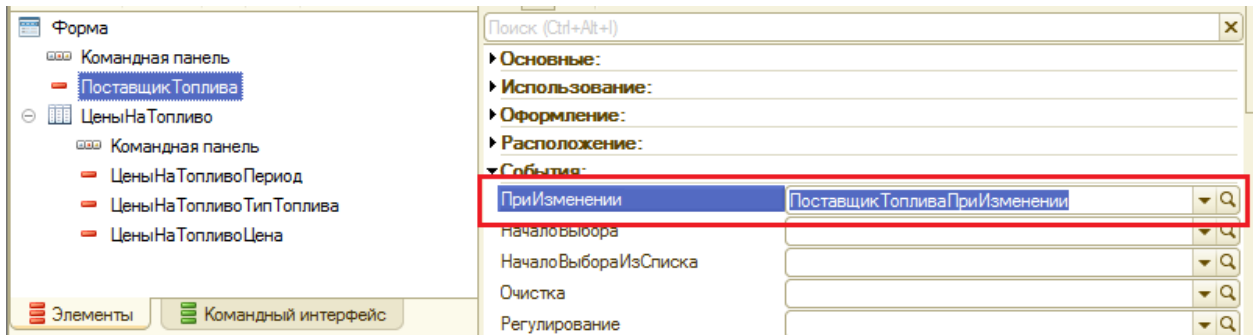 Форма
Командная панель
ПоставщикТоплива
ЦеныНаТопливо
Командная панель
ЦеныНаТопливоПериод
ЦеныНаТопливоТипТоплива
ЦеныНаТопливоЦена
Элементы
Командный интерфейс
Поиск (Ctrl+Alt+I)
Основные:
Использование:
Оформление:
Расположение:
События:
ПриИзменении ПоставщикТопливаПриИзменении
НачалоВыбора
НачалоВыбораИзСписка
Очистка
Регулирование